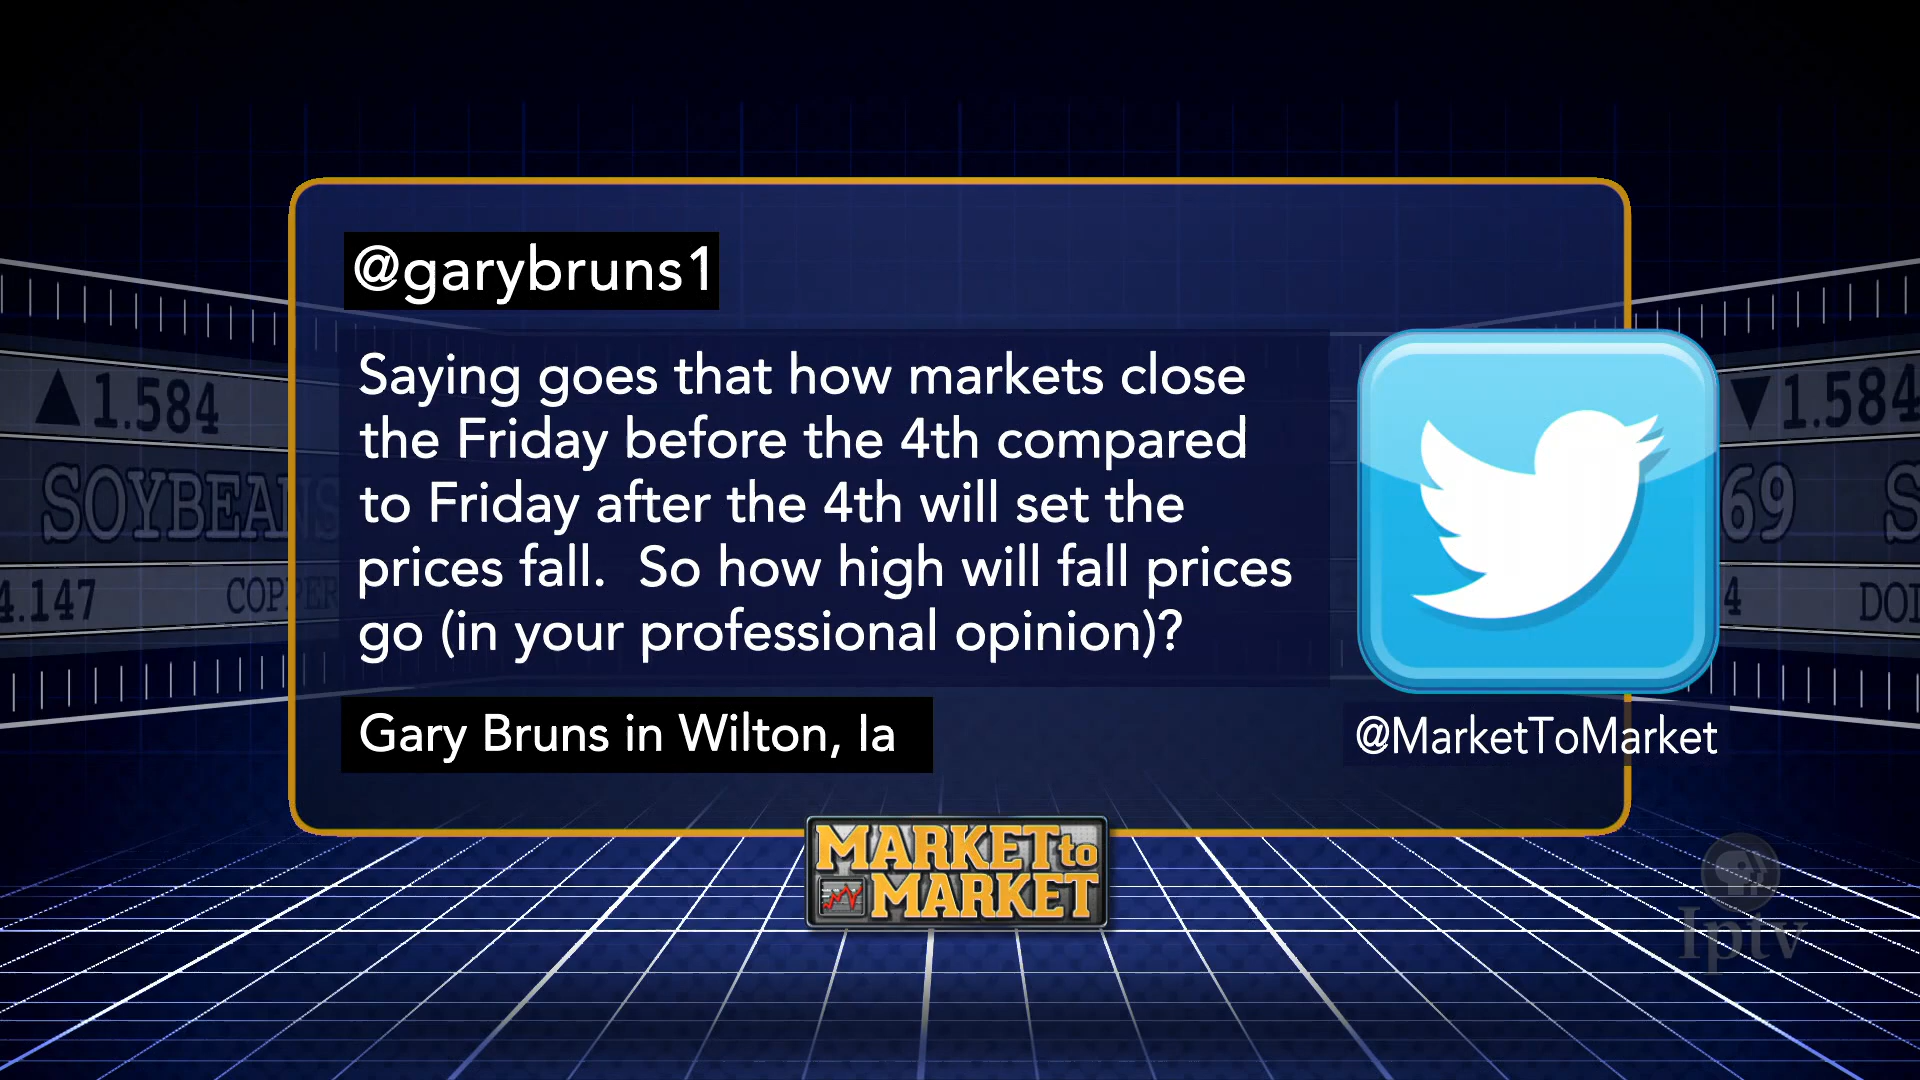 @garybruns1
Saying goes that how markets close
the Friday before the 4th compared
to Friday after the 4th will set the
prices fall.  So how high will fall prices
go (in your professional opinion)?
Gary Bruns in Wilton, Ia
@MarketToMarket
MARKET to
MARKET
▲1.584
SOYBEANS
4.147
COPPER
▼1.584
69
4
Iptv